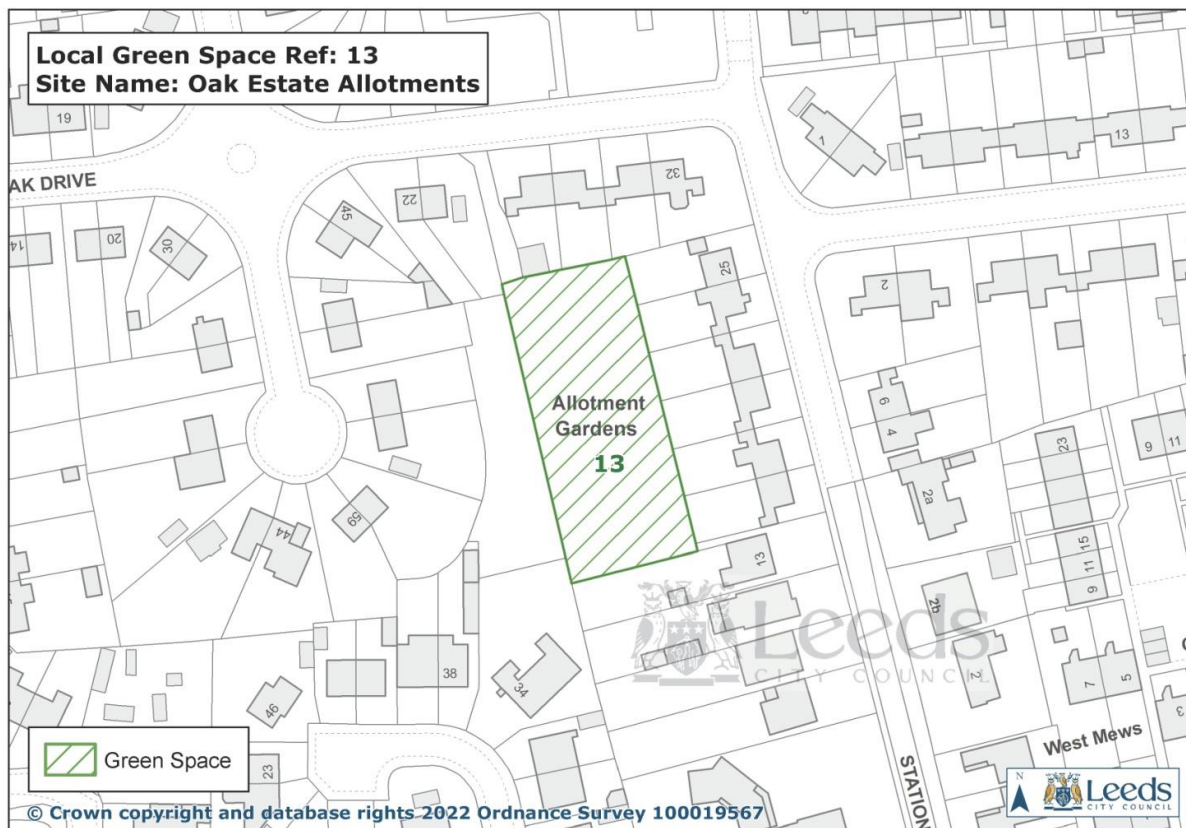 Local Green Space Ref: 13
Site Name: Oak Estate Allotments
19
AK DRIVE
14
20
30
45
22
32
1
13
25
2
6
4
2a
23
9 11
Allotment
Gardens
13
44
59
13
15
11
9
2b
2
7 5
3
38
34
46
23
West Mews
STATION
Leeds
CITY COUNCIL
Green Space
N
Leeds
CITY COUNCIL
© Crown copyright and database rights 2022 Ordnance Survey 100019567